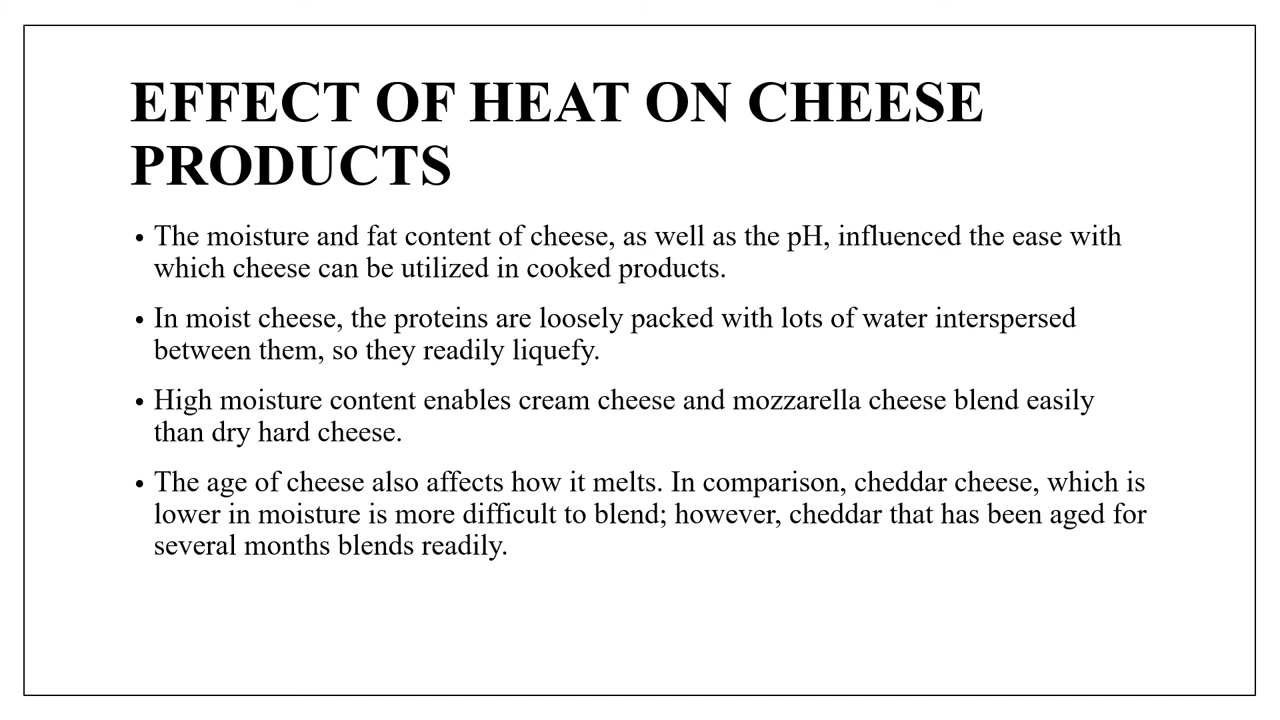 EFFECT OF HEAT ON CHEESE
PRODUCTS
• The moisture and fat content of cheese, as well as the pH, influenced the ease with
which cheese can be utilized in cooked products.
• In moist cheese, the proteins are loosely packed with lots of water interspersed
between them, so they readily liquefy.
• High moisture content enables cream cheese and mozzarella cheese blend easily
than dry hard cheese.
• The age of cheese also affects how it melts. In comparison, cheddar cheese, which is
lower in moisture is more difficult to blend; however, cheddar that has been aged for
several months blends readily.